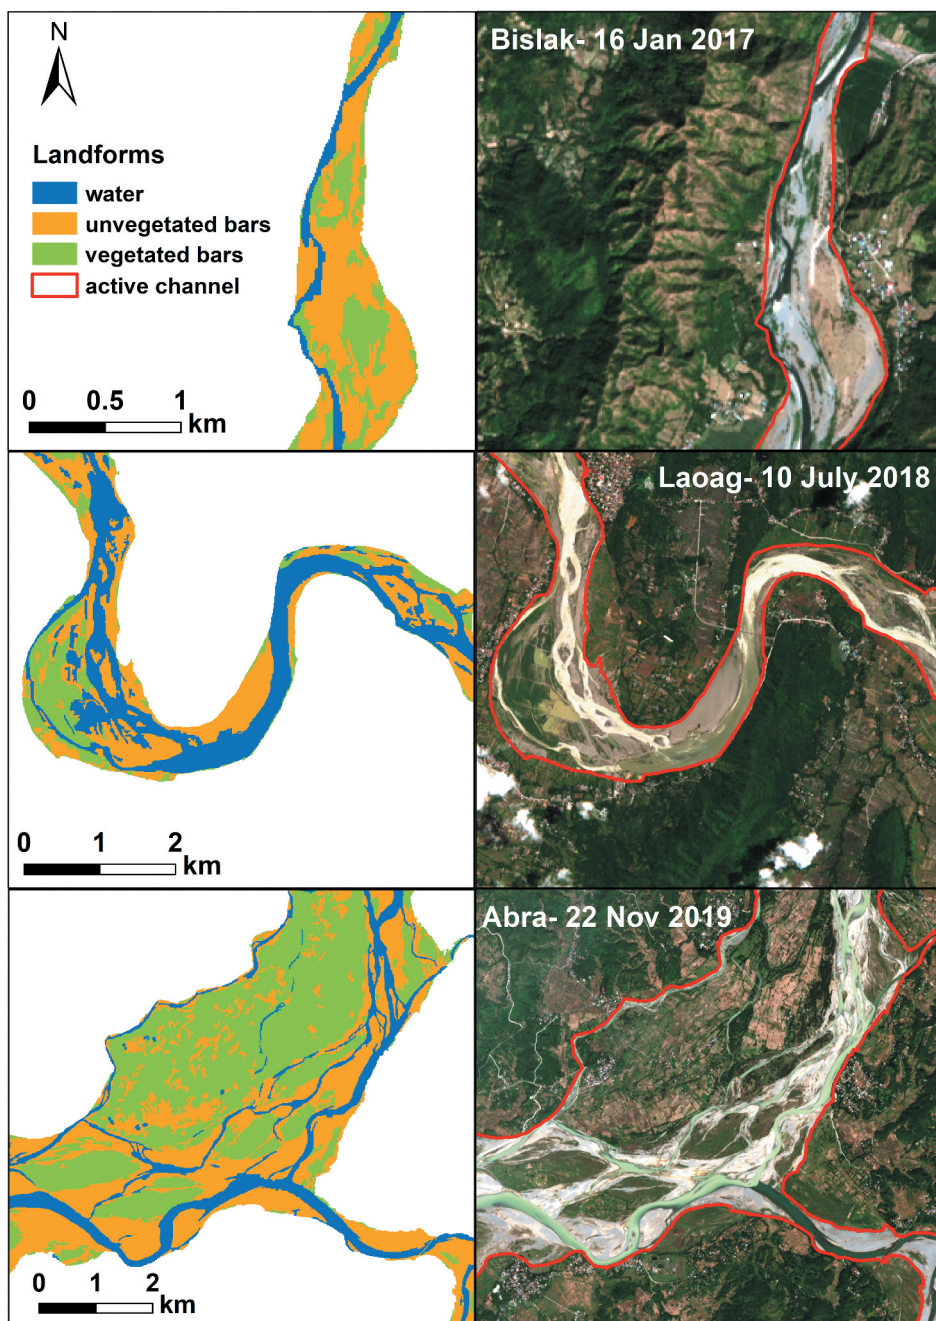 N
Bislak- 16 Jan 2017
Landforms
water
unvegetated bars
vegetated bars
active channel
0 0.5 1
km
Laoag- 10 July 2018
0 1 2
km
Abra- 22 Nov 2019
0 1 2
km